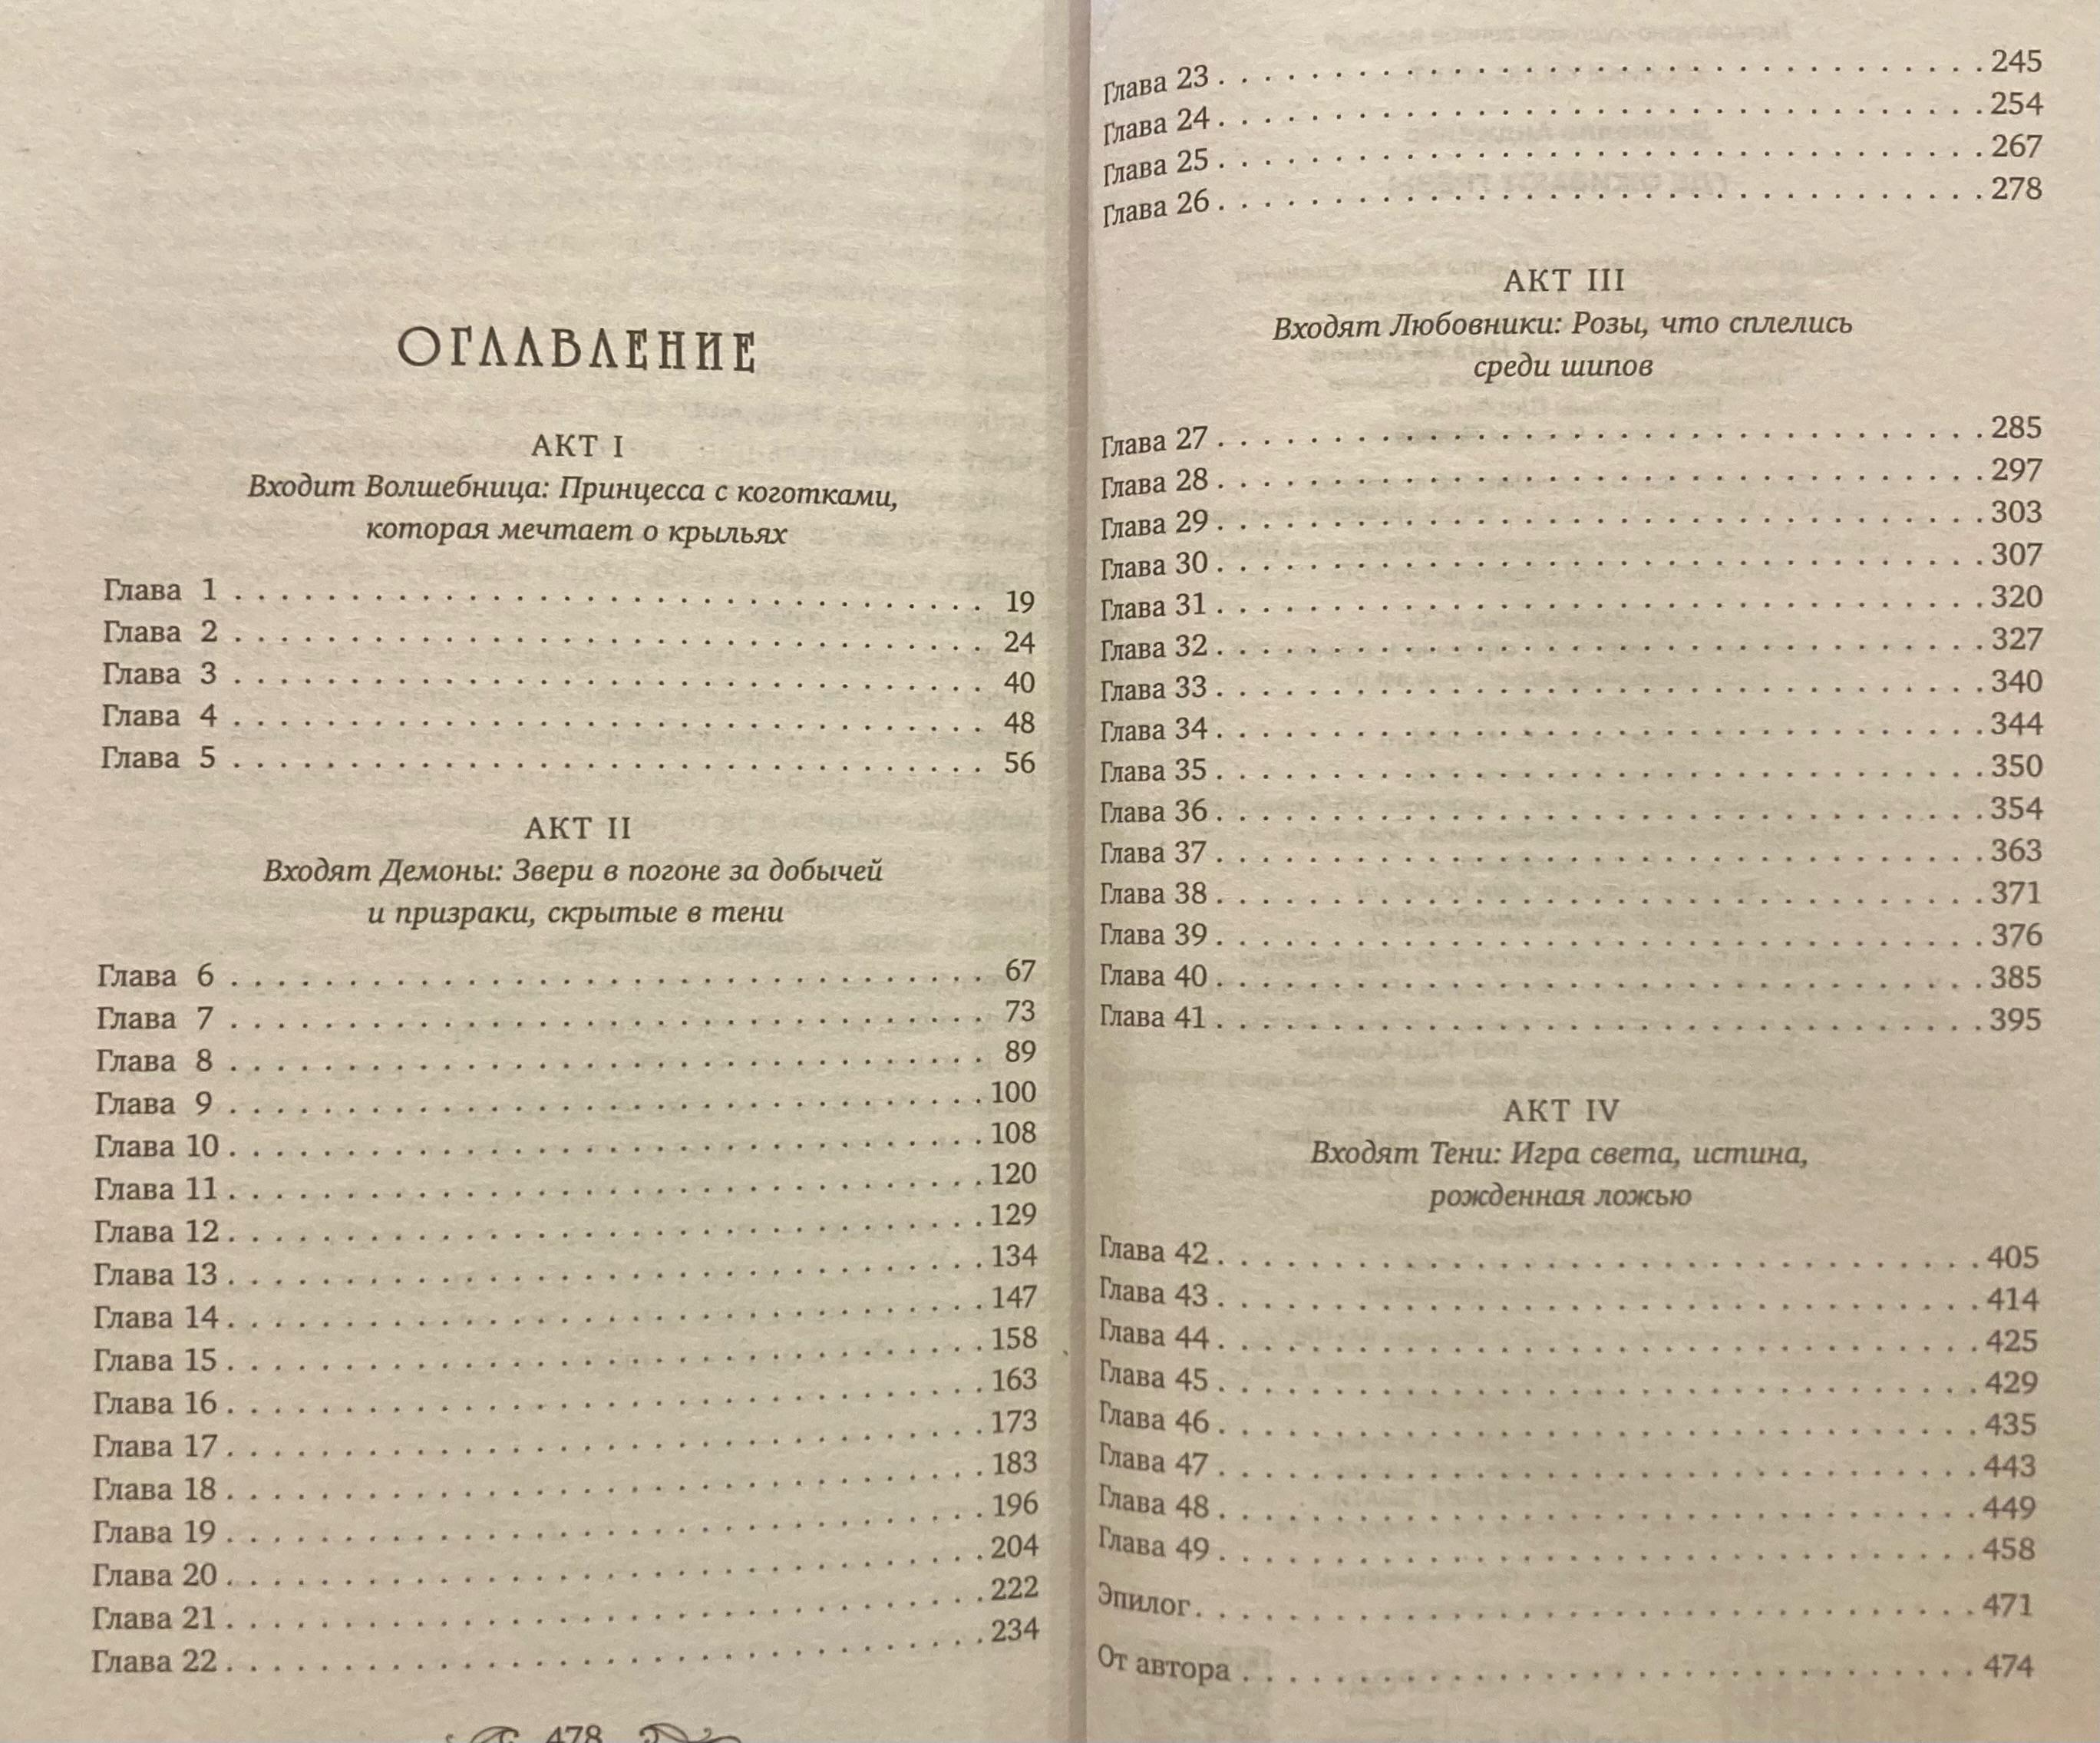 ОГЛАВЛЕНИЕ
АКТ I
Входит Волшебница: Принцесса с коготками,
которая мечтает о крыльях
Глава 1 . . . . . . . . . . 19
Глава 2 . . . . . . . . . . 24
Глава 3 . . . . . . . . . . 40
Глава 4 . . . . . . . . . . 48
Глава 5 . . . . . . . . . . 56
АКТ II
Входят Демоны: Звери в погоне за добычей
и призраки, скрытые в тени
Глава 6 . . . . . . . . . . 67
Глава 7 . . . . . . . . . . 73
Глава 8 . . . . . . . . . . 89
Глава 9 . . . . . . . . . . 100
Глава 10 . . . . . . . . . . 108
Глава 11 . . . . . . . . . . 120
Глава 12 . . . . . . . . . . 129
Глава 13 . . . . . . . . . . 134
Глава 14 . . . . . . . . . . 147
Глава 15 . . . . . . . . . . 158
Глава 16 . . . . . . . . . . 163
Глава 17 . . . . . . . . . . 173
Глава 18 . . . . . . . . . . 183
Глава 19 . . . . . . . . . . 196
Глава 20 . . . . . . . . . . 204
Глава 21 . . . . . . . . . . 222
Глава 22 . . . . . . . . . . 234
478
Глава 23 . . . . . . . . . . 245
Глава 24 . . . . . . . . . . 254
Глава 25 . . . . . . . . . . 267
Глава 26 . . . . . . . . . . 278
АКТ III
Входят Любовники: Розы, что сплелись
среди шипов
Глава 27 . . . . . . . . . . 285
Глава 28 . . . . . . . . . . 297
Глава 29 . . . . . . . . . . 303
Глава 30 . . . . . . . . . . 307
Глава 31 . . . . . . . . . . 320
Глава 32 . . . . . . . . . . 327
Глава 33 . . . . . . . . . . 340
Глава 34 . . . . . . . . . . 344
Глава 35 . . . . . . . . . . 350
Глава 36 . . . . . . . . . . 354
Глава 37 . . . . . . . . . . 363
Глава 38 . . . . . . . . . . 371
Глава 39 . . . . . . . . . . 376
Глава 40 . . . . . . . . . . 385
Глава 41 . . . . . . . . . . 395
АКТ IV
Входят Тени: Игра света, истина,
рожденная ложью
Глава 42 . . . . . . . . . . 405
Глава 43 . . . . . . . . . . 414
Глава 44 . . . . . . . . . . 425
Глава 45 . . . . . . . . . . 429
Глава 46 . . . . . . . . . . 435
Глава 47 . . . . . . . . . . 443
Глава 48 . . . . . . . . . . 449
Глава 49 . . . . . . . . . . 458
Эпилог . . . . . . . . . . 471
От автора . . . . . . . . . . 474